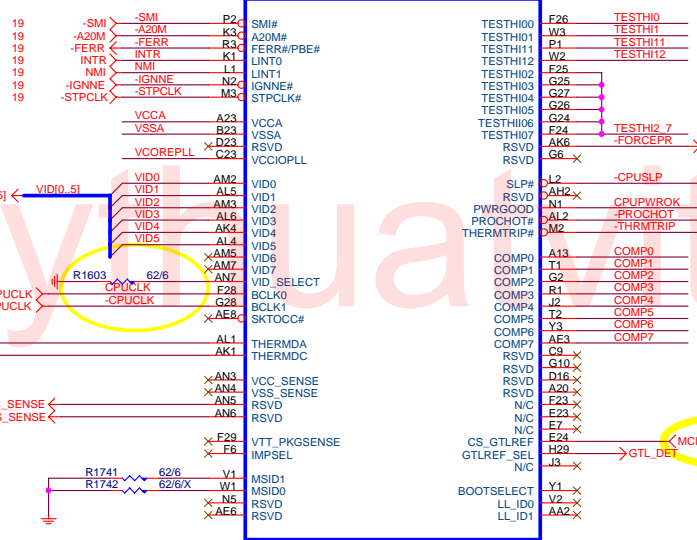 19 -SMI -SMI P2 SMI# TESTHI00 F26 TESTHI0
19 -A20M -A20M K3 A20M# TESTHI01 W3 TESTHI1
19 -FERR -FERR R3 FERR#/PBE# TESTHI11 P1 TESTHI11
19 INTR INTR K1 LINT0 TESTHI12 W2 TESTHI12
19 NMI NMI L1 LINT1 TESTHI02 F25
19 -IGNNE -IGNNE N2 IGNNE# TESTHI03 G25
19 -STPCLK -STPCLK M3 STPCLK# TESTHI04 G27
TESTHI05 G26
VCCA A23 VCCA TESTHI06 G24
VSSA B23 VSSA TESTHI07 F24 TESTHI2_7
D23 RSVD RSVD AK6 -FORCEPR
VCOREPLL C23 VCCIOPLL RSVD G6
VID0 AM2 VID0 SLP# L2 -CPUSLP
5] VID[0..5] VID1 AL5 VID1 RSVD AH2
VID2 AM3 VID2 PWRGOOD N1 CPUPWROK
VID3 AL6 VID3 PROCHOT# AL2 -PROCHOT
VID4 AK4 VID4 THERMTRIP# M2 -THRMTRIP
VID5 AL4 VID5
AM5 VID6 COMP0 A13 COMP0
AM7 VID7 COMP1 T1 COMP1
R1603 62/6 AN7 VID_SELECT COMP2 G2 COMP2
PUCLK CPUCLK F28 BCLK0 COMP3 R1 COMP3
PUCLK -CPUCLK G28 BCLK1 COMP4 J2 COMP4
AE8 SKTOCC# COMP5 T2 COMP5
COMP6 Y3 COMP6
AL1 THERMDA COMP7 AE3 COMP7
AK1 THERMDC RSVD C9
RSVD G10
AN3 VCC_SENSE RSVD D16
AN4 VSS_SENSE RSVD A20
C_SENSE AN5 RSVD N/C F23
S_SENSE AN6 RSVD N/C E23
N/C E7
F29 VTT_PKGSENSE CS_GTLREF F24 MC
F6 IMPSEL GTLREF_SEL H29 GTL_DET
N/C J3
R1741 62/6 V1 MSID1
R1742 62/6/X W1 MSID0 BOOTSELECT Y1
N5 RSVD LL_ID0 V2
AE6 RSVD LL_ID1 AA2
ythuatvit